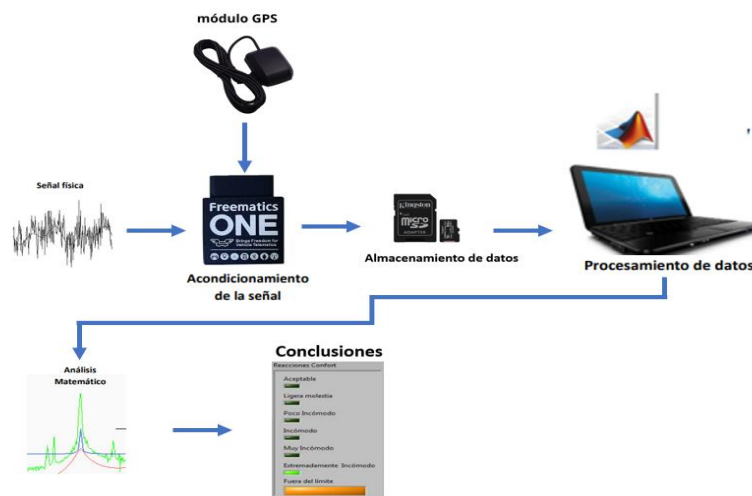 módulo GPS
Señal física
Freematics
ONE
Brings Freedom for
Vehicle Telematics
Acondicionamiento
de la señal
Kingston
micro
SD
ADAPTER
Almacenamiento de datos
Procesamiento de datos
Análisis
Matemático
Conclusiones
Reacciones Confort
Aceptable
Ligera molestia
Poco Incómodo
Incómodo
Muy Incómodo
Extremadamente Incómodo
Fuera del límite